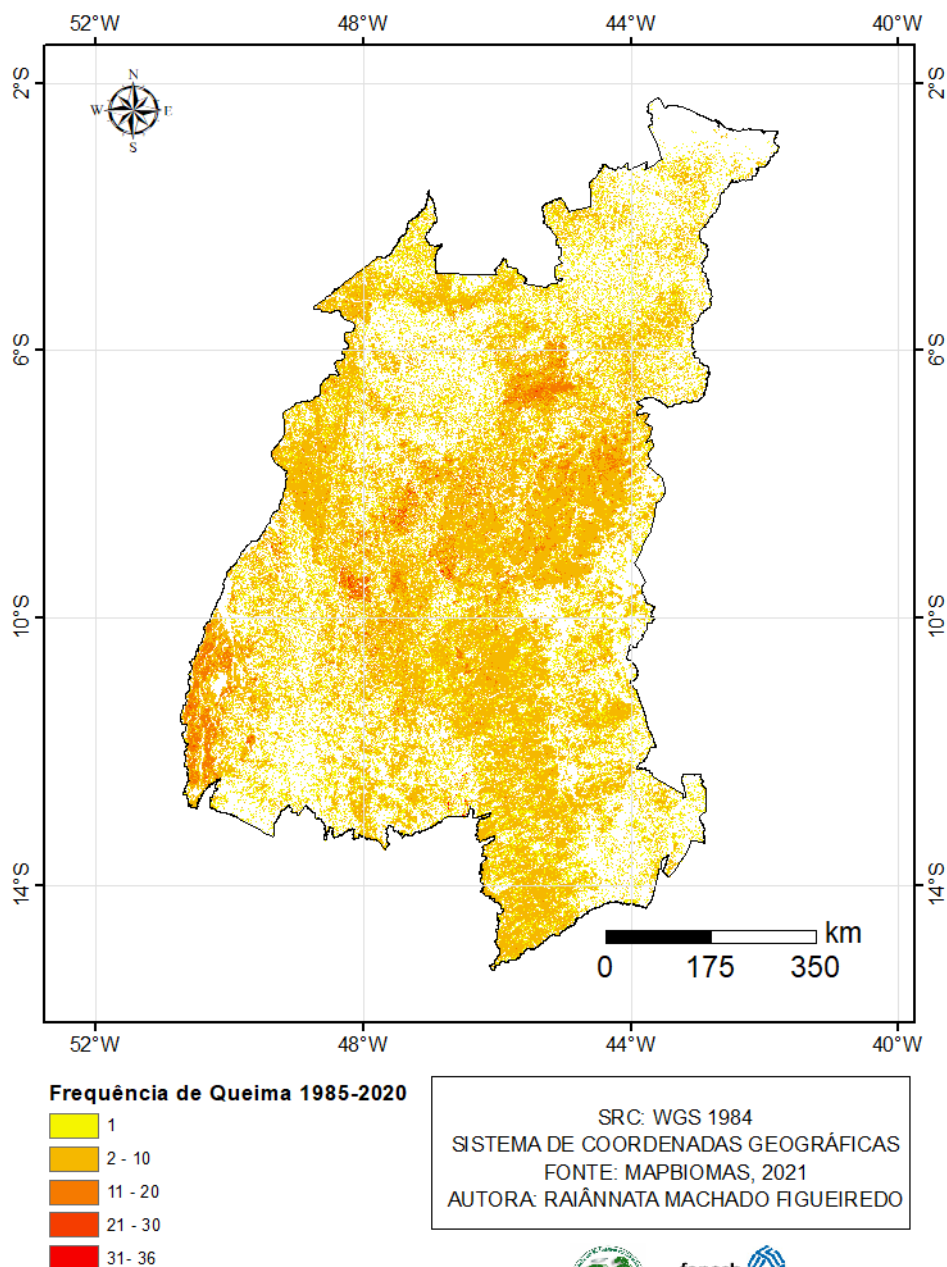 52°W 48°W 44°W 40°W
2°S 2°S
N
W E
S
6°S 6°S
10°S 10°S
14°S 14°S
km
0 175 350
52°W 48°W 44°W 40°W
Frequência de Queima 1985-2020
1
2 - 10
11 - 20
21 - 30
31- 36
SRC: WGS 1984
SISTEMA DE COORDENADAS GEOGRÁFICAS
FONTE: MAPBIOMAS, 2021
AUTORA: RAIÂNNATA MACHADO FIGUEIREDO